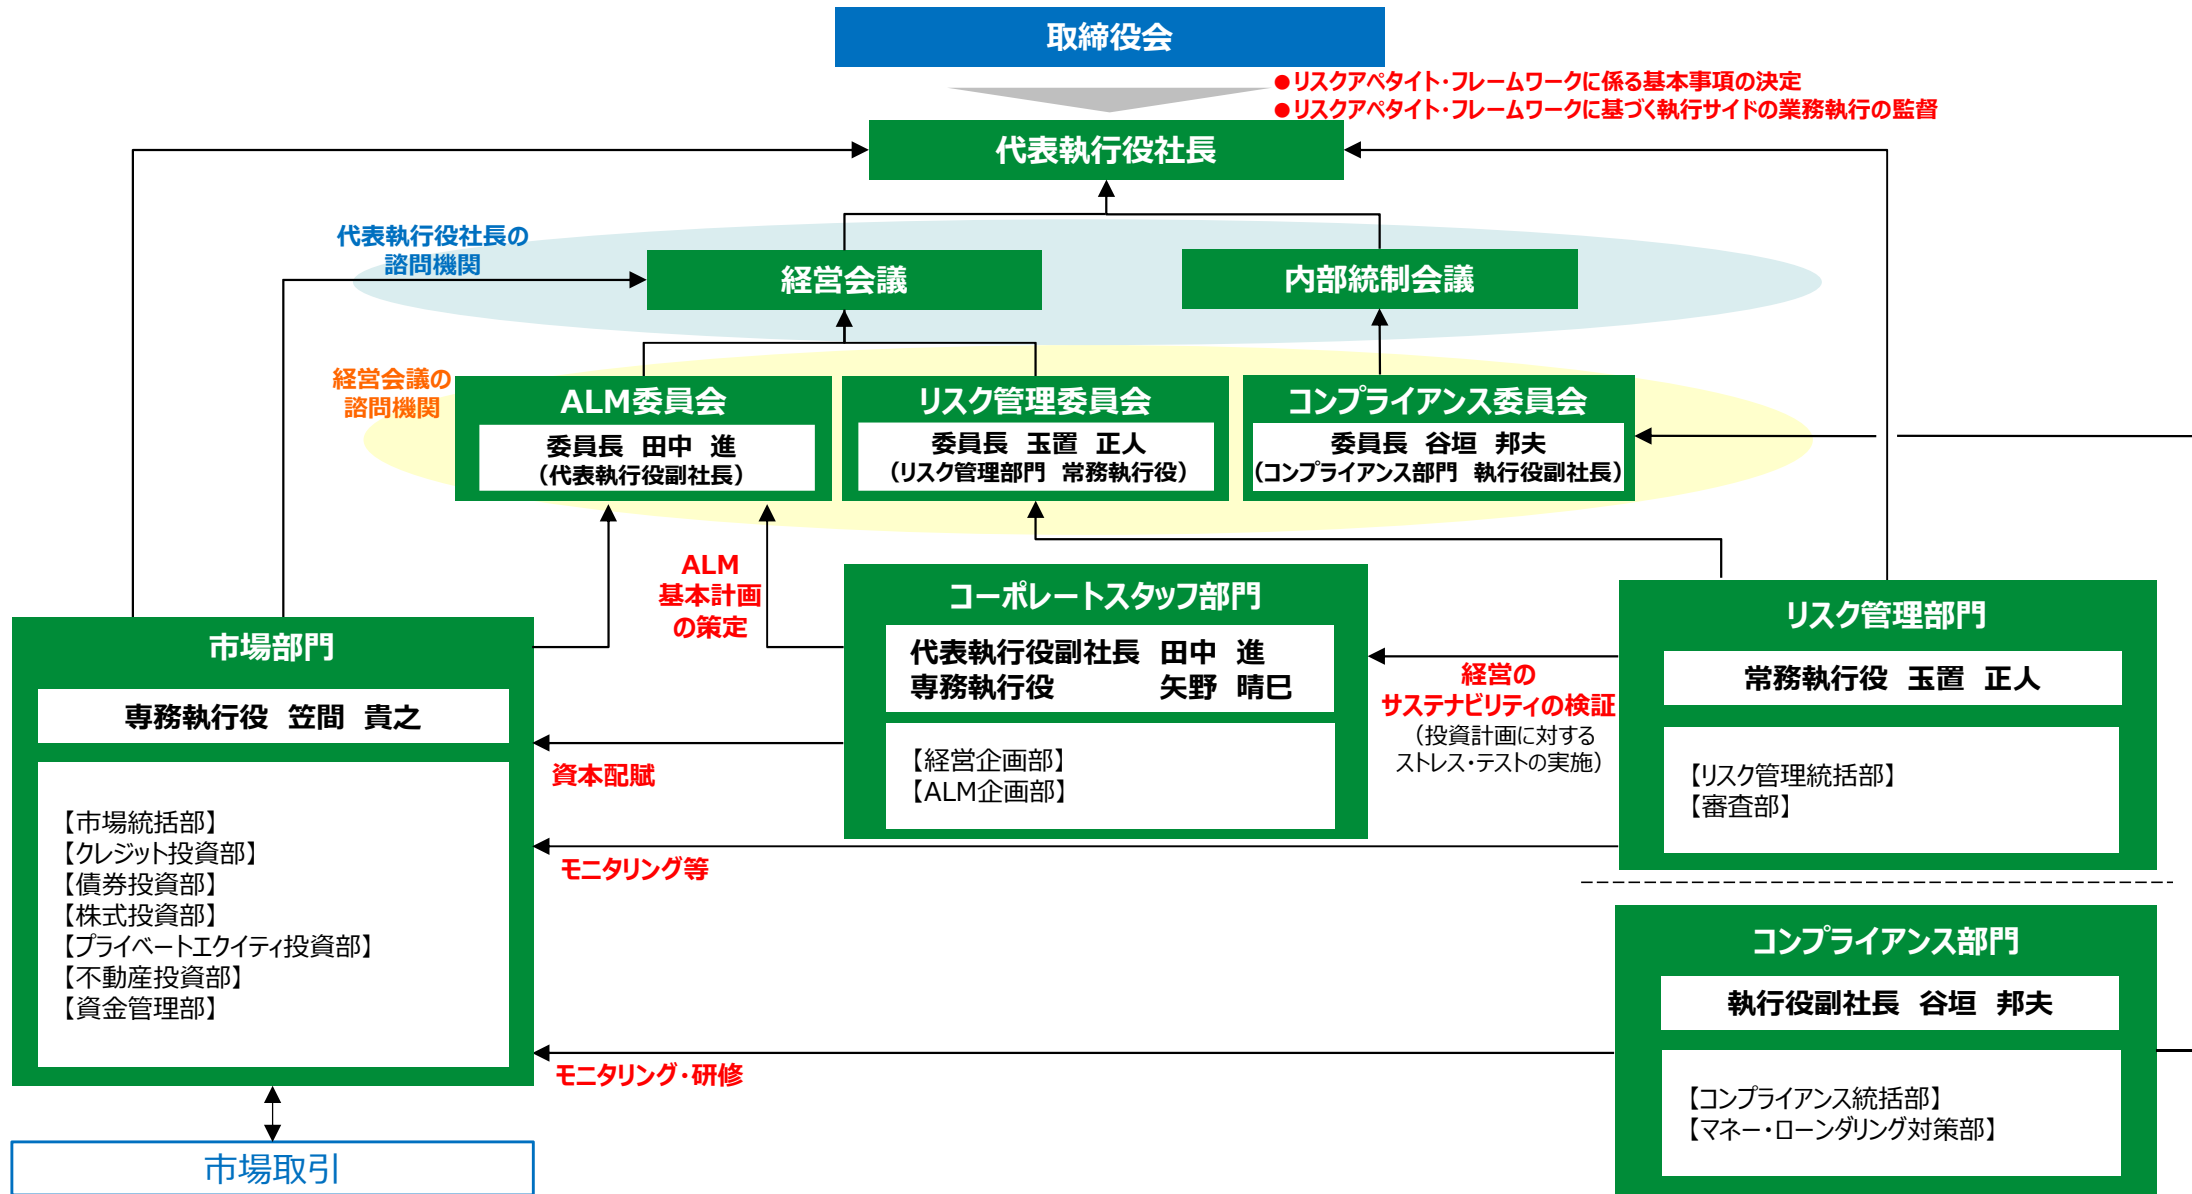 取締役会
●リスクアペタイト・フレームワークに係る基本事項の決定
●リスクアペタイト・フレームワークに基づく執行サイドの業務執行の監督
代表執行役社長
代表執行役社長の
諮問機関
経営会議
内部統制会議
経営会議の
諮問機関
ALM委員会
委員長 田中 進
(代表執行役副社長)
リスク管理委員会
委員長 玉置 正人
(リスク管理部門 常務執行役)
コンプライアンス委員会
委員長 谷垣 邦夫
(コンプライアンス部門 執行役副社長)
ALM
基本計画
の策定
コーポレートスタッフ部門
代表執行役副社長 田中 進
専務執行役 矢野 晴巳
【経営企画部】
【ALM企画部】
経営の
サステナビリティの検証
(投資計画に対する
ストレス・テストの実施)
リスク管理部門
常務執行役 玉置 正人
【リスク管理統括部】
【審査部】
市場部門
専務執行役 笠間 貴之
【市場統括部】
【クレジット投資部】
【債券投資部】
【株式投資部】
【プライベートエクイティ投資部】
【不動産投資部】
【資金管理部】
資本配賦
モニタリング等
モニタリング・研修
コンプライアンス部門
執行役副社長 谷垣 邦夫
【コンプライアンス統括部】
【マネー・ローンダリング対策部】
市場取引